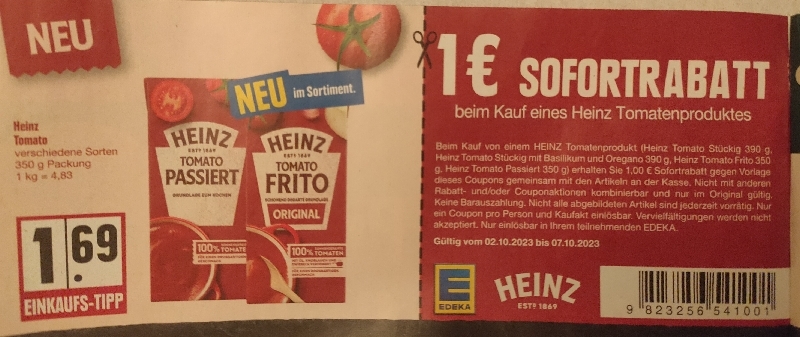 NEU
Heinz
Tomato
verschiedene Sorten
350 g Packung
1 kg = 4,83
1.69
EINKAUFS-TIPP
NEU im Sortiment.
HEINZ
ESTD 1869
TOMATO
PASSIERT
100%
HEINZ
ESTD 1869
TOMATO
FRITO
ORIGINAL
100%
TOMATEN
1€ SOFORTRABATT
beim Kauf eines Heinz Tomatenproduktes
Beim Kauf von einem HEINZ Tomatenprodukt (Heinz Tomato Stückig 390 g,
Heinz Tomato Stückig mit Basilikum und Oregano 390 g, Heinz Tomato Frito 350
g, Heinz Tomato Passiert 350 g) erhalten Sie 1,00 € Sofortrabatt gegen Vorlage
dieses Coupons gemeinsam mit den Artikeln an der Kasse. Nicht mit anderen
Rabatt- und/oder Couponaktionen kombinierbar und nur im Original gültig.
Keine Barauszahlung. Nicht alle abgebildeten Artikel sind jederzeit vorrätig. Nur
ein Coupon pro Person und Kaufakt einlösbar. Vervielfältigungen werden nicht
akzeptiert. Nur einlösbar in Ihrem teilnehmenden EDEKA.
Gültig vom 02.10.2023 bis 07.10.2023
E
EDEKA
HEINZ
ESTD 1869
9 823256 541001